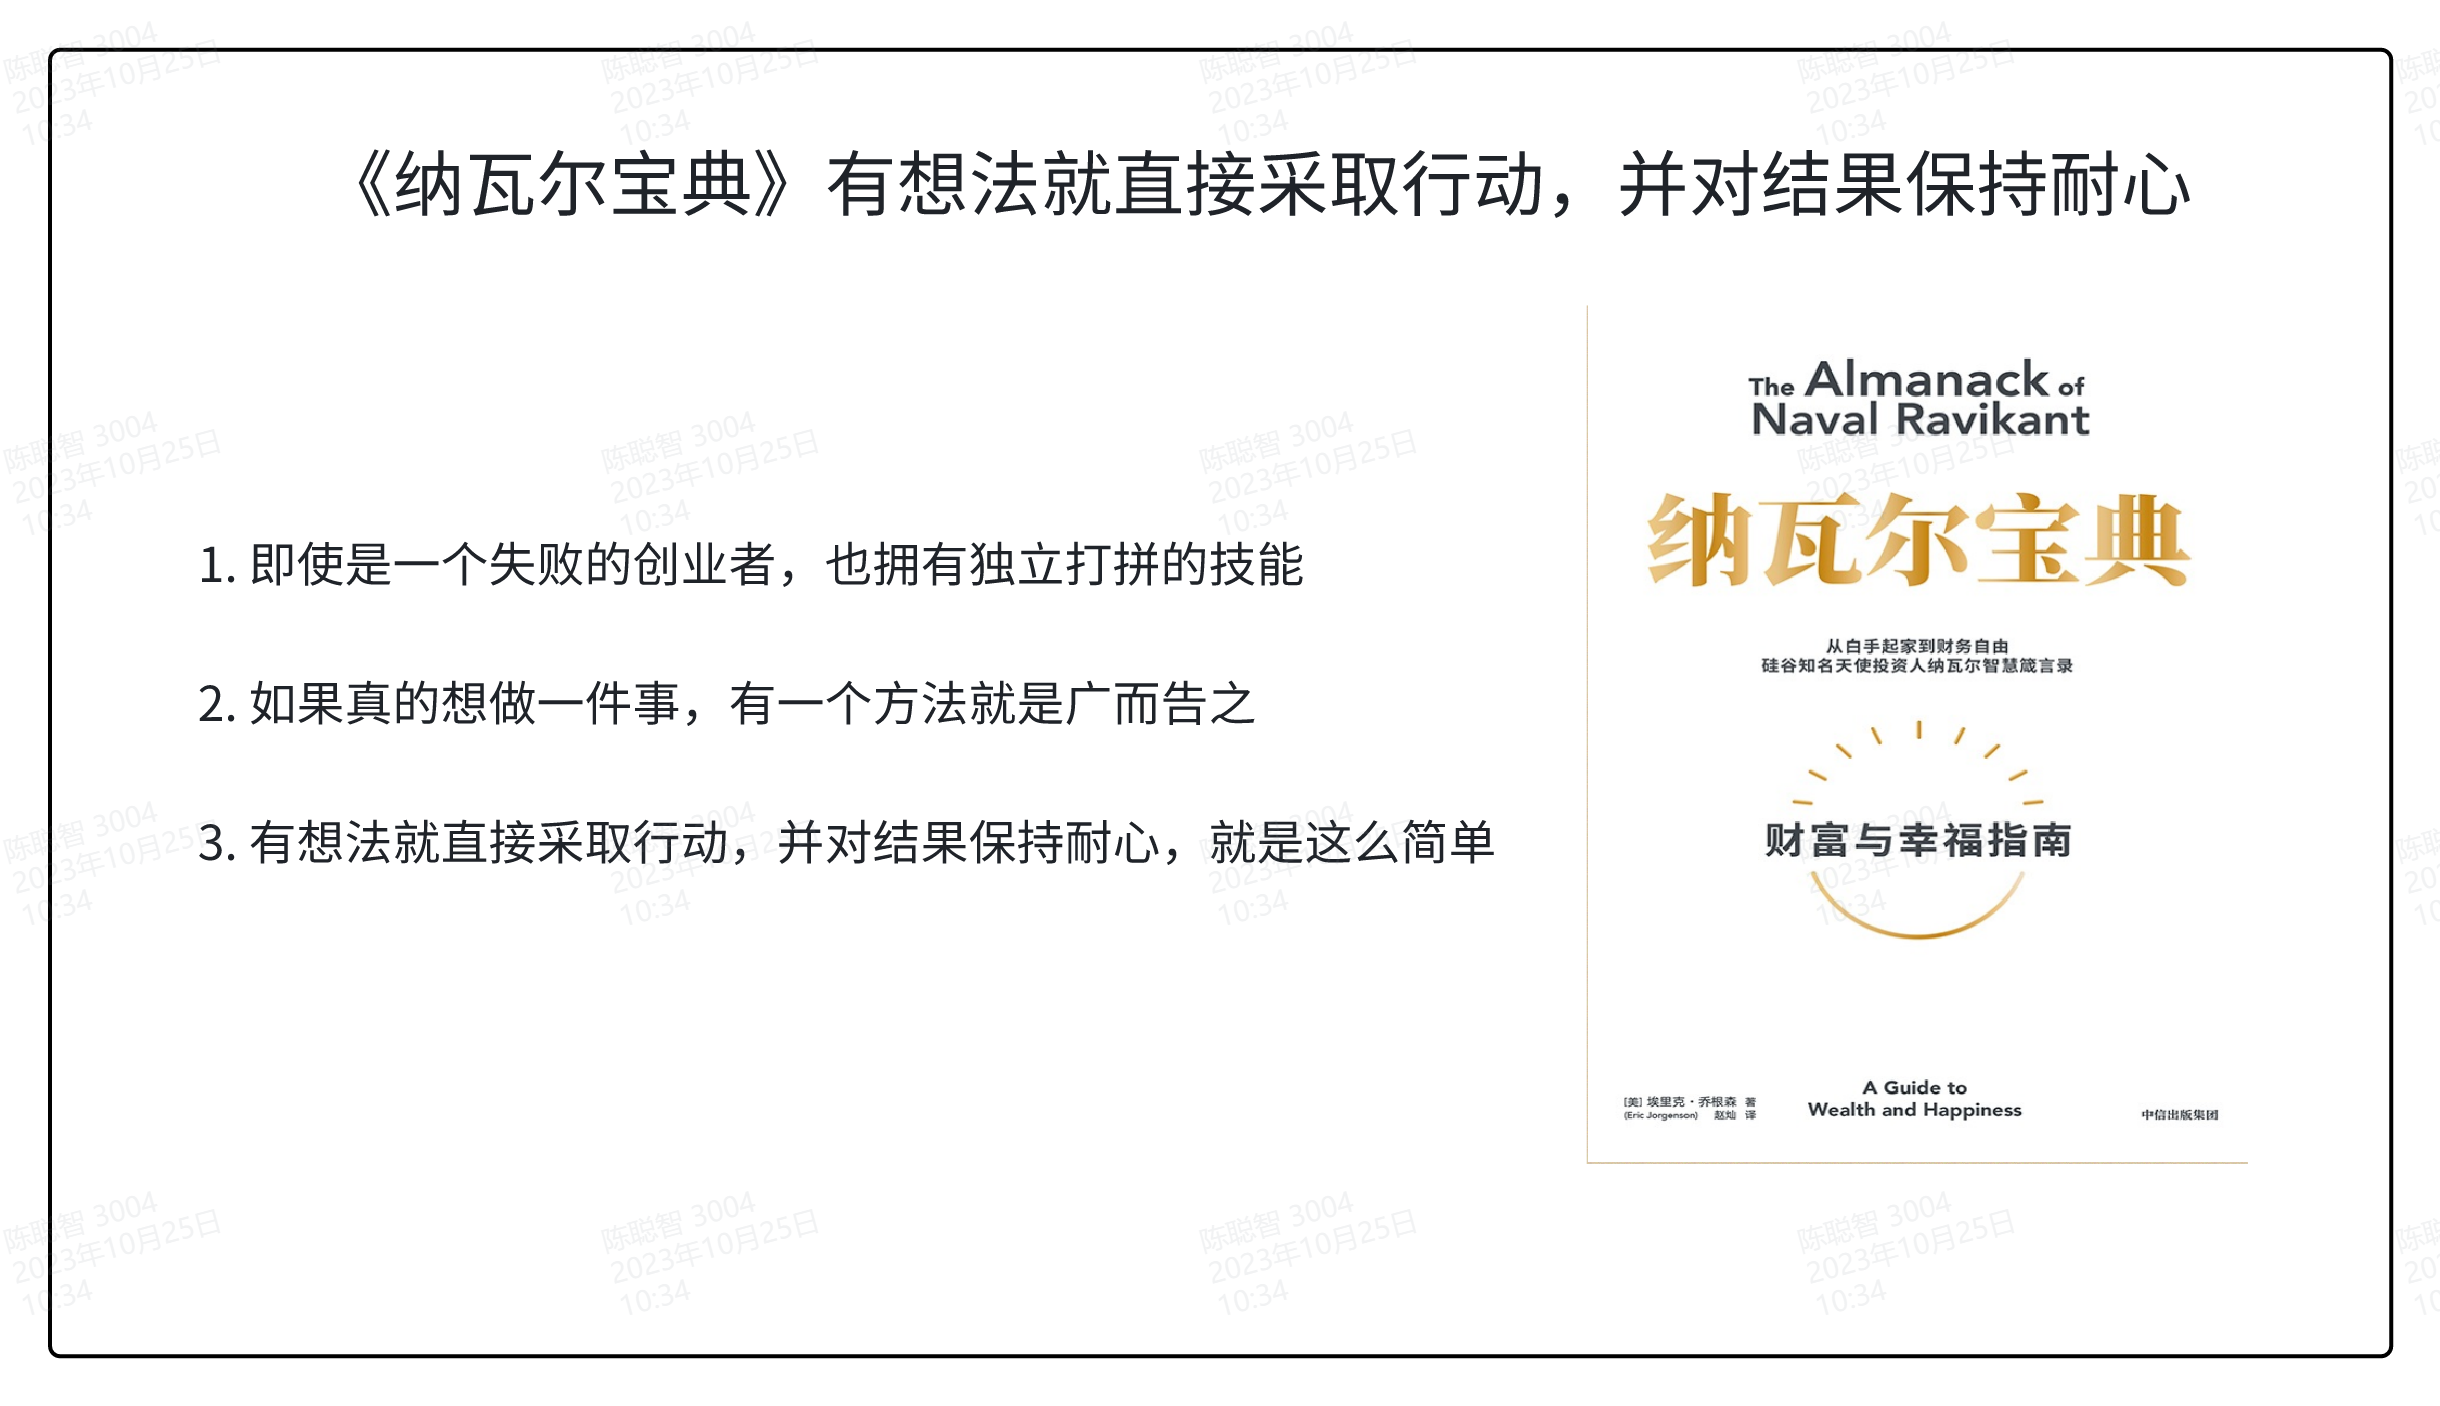 《纳瓦尔宝典》有想法就直接采取行动，并对结果保持耐心
1. 即使是一个失败的创业者，也拥有独立打拼的技能
2. 如果真的想做一件事，有一个方法就是广而告之
3. 有想法就直接采取行动，并对结果保持耐心，就是这么简单
The Almanack of
Naval Ravikant
纳瓦尔宝典
从白手起家到财务自由
硅谷知名天使投资人纳瓦尔智慧箴言录
财富与幸福指南
[美] 埃里克·乔根森 著
(Eric Jorgenson) 赵灿 译
A Guide to
Wealth and Happiness
中信出版集团
陈聪智 3004
2023年10月25日
10:34